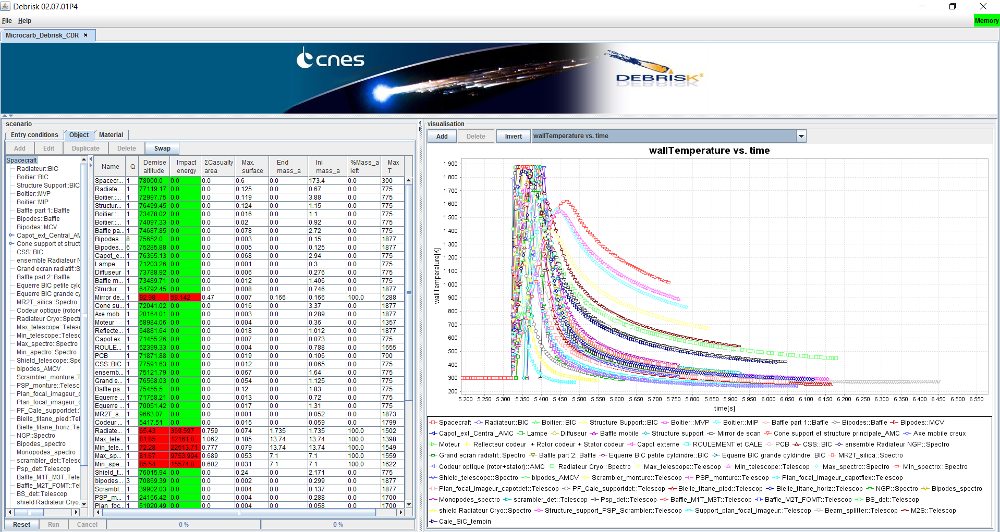 Debrisk 02.07.01P4
File Help
Memory
Microcarb_Debrisk_CDR
cnes
DEBRISK
scenario
Entry conditions Object Material
Add Edit Duplicate Delete Swap
Spacecraft
Radiateur::BIC
Boitier::BIC
Structure Support::BIC
Boitier::MVP
Boitier::MIP
Baffle part 1::Baffle
Bipodes::Baffle
Bipodes::MCV
Capot_ext_Central_AM
Cone support et struct
CSS::BIC
ensemble Radiateur N
Grand ecran radiatif::S
Baffle part 2::Baffle
Equerre BIC petite cylc
Equerre BIC grande cy
MR2T_silica::Spectro
Codeur optique (rotor+
Radiateur Cryo::Spectr
Max_telescope::Telesc
Min_telescope::Telesc
Max_spectro::Spectro
Min_spectro::Spectro
Shield_telescope::Spe
bipodes_AMCV
Scrambler_monture::T
PSP_monture::Telesc
Plan_focal_imageur_c
Plan_focal_imageur_c
PF_Cale_supportdet::
Bielle_titane_pied::Tel
Bielle_titane_horiz::Te
NGP::Spectro
Bipodes_spectro
Monopodes_spectro
scrambler_det::Telesc
Psp_det::Telescop
Baffle_M1T_M3T::Tele
Baffle_M2T_FOMT::Te
BS_det::Telescop
shield Radiateur Cryo:
Name Q Demise altitude Impact energy ΣCasualty area Max. surface End mass_a Ini mass_a %Mass_a left Max T
Spacecr... 1 78000.0 0.0 0.0 0.6 0.0 173.4 300
Radiate... 1 77119.17 0.0 0.0 0.125 0.0 0.67 0.0 775
Boitier::... 1 72997.75 0.0 0.0 0.119 0.0 3.88 0.0 775
Structur... 1 76499.45 0.0 0.0 0.124 0.0 1.15 0.0 775
Boitier::... 1 73478.02 0.0 0.0 0.016 0.0 1.1 0.0 775
Boitier::... 1 74097.33 0.0 0.0 0.02 0.0 0.92 0.0 775
Baffle pa... 1 74687.85 0.0 0.0 0.078 0.0 2.72 0.0 775
Bipodes... 8 75652.0 0.0 0.0 0.003 0.0 0.15 0.0 1877
Bipodes... 6 75285.88 0.0 0.0 0.005 0.0 0.125 0.0 1877
Capot_e... 1 76365.13 0.0 0.0 0.068 0.0 2.94 0.0 775
Lampe 1 71203.26 0.0 0.0 0.001 0.0 0.3 0.0 775
Diffuseur 1 73788.92 0.0 0.0 0.006 0.0 0.276 0.0 775
Baffle m... 1 73489.71 0.0 0.0 0.012 0.0 1.406 0.0 775
Structur... 1 64792.45 0.0 0.0 0.008 0.0 0.746 0.0 1877
Mirror de... 1 92.98 58.142 0.47 0.007 0.166 0.166 100.0 1288
Cone su... 1 72041.02 0.0 0.0 0.016 0.0 3.37 0.0 1877
Axe mob... 1 20164.01 0.0 0.0 0.003 0.0 0.289 0.0 1877
Moteur 1 68984.06 0.0 0.0 0.004 0.0 0.36 0.0 1357
Reflecte... 1 64881.64 0.0 0.0 0.018 0.0 1.012 0.0 1877
Capot ex... 1 71455.26 0.0 0.0 0.007 0.0 0.073 0.0 775
ROULE... 1 62399.33 0.0 0.0 0.004 0.0 0.788 0.0 1655
PCB 1 71871.88 0.0 0.0 0.019 0.0 0.106 0.0 700
CSS::BIC 1 77591.63 0.0 0.0 0.012 0.0 0.065 0.0 775
ensemb... 1 75121.79 0.0 0.0 0.067 0.0 1.64 0.0 775
Grand e... 1 76568.03 0.0 0.0 0.054 0.0 1.125 0.0 775
Baffle pa... 1 75455.5 0.0 0.0 0.12 0.0 1.83 0.0 775
Equerre ... 1 71768.21 0.0 0.0 0.013 0.0 0.72 0.0 775
Equerre ... 1 70051.42 0.0 0.0 0.017 0.0 1.31 0.0 775
MR2T_s... 1 9663.07 0.0 0.0 0.001 0.0 0.052 0.0 1873
Codeur ... 1 5417.51 0.0 0.0 0.015 0.0 0.059 0.0 1799
Radiate... 1 65.43 369.597 0.759 0.074 1.735 1.735 100.0 1502
Max_tele... 1 81.85 12161.8... 1.062 0.185 13.74 13.74 100.0 1398
Min_tele... 1 72.28 22513.71 0.777 0.079 13.74 13.74 100.0 1549
Max_sp... 1 81.67 9753.994 0.689 0.053 7.1 7.1 100.0 1559
Min_spe... 1 85.54 15574.8... 0.602 0.031 7.1 7.1 100.0 1622
Shield_t... 1 76015.94 0.0 0.0 0.24 0.0 2.171 0.0 775
bipodes... 3 70869.39 0.0 0.0 0.002 0.0 0.299 0.0 1877
Scrambl... 1 39902.03 0.0 0.0 0.004 0.0 0.137 0.0 1877
PSP_m... 1 24166.42 0.0 0.0 0.004 0.0 0.288 0.0 1700
Plan_foc... 1 51020.49 0.0 0.0 0.004 0.0 0.058 0.0 1700
Reset Run Cancel 0 % 0 %
visualisation
Add Delete Invert wallTemperature vs. time
wallTemperature vs. time
wallTemperature[K]
1 900
1 800
1 700
1 600
1 500
1 400
1 300
1 200
1 100
1 000
900
800
700
600
500
400
300
200
5 200 5 250 5 300 5 350 5 400 5 450 5 500 5 550 5 600 5 650 5 700 5 750 5 800 5 850 5 900 5 950 6 000 6 050 6 100 6 150 6 200 6 250 6 300 6 350 6 400 6 450 6 500 6 550
time[s]
Spacecraft Radiateur::BIC Boitier::BIC Structure Support::BIC Boitier::MVP Boitier::MIP Baffle part 1::Baffle Bipodes::Baffle Bipodes::MCV
Capot_ext_Central_AMC Lampe Diffuseur Baffle mobile Structure support Mirror de scan Cone support et structure principale_AMC Axe mobile creux
Moteur Reflecteur codeur + Rotor codeur + Stator codeur Capot externe ROULEMENT et CALE PCB CSS::BIC ensemble Radiateur NGP::Spectro
Grand ecran radiatif::Spectro Baffle part 2::Baffle Equerre BIC petite cyldindre::BIC Equerre BIC grande cyldindre::BIC MR2T_silica::Spectro
Codeur optique (rotor+stator)::AMC Radiateur Cryo::Spectro Max_telescope::Telescop Min_telescope::Telescop Max_spectro::Spectro Min_spectro::Spectro
Shield_telescope::Spectro bipodes_AMCV Scrambler_monture::Telescop PSP_monture::Telescop Plan_focal_imageur_capotflex::Telescop
Plan_focal_imageur_capotdet::Telescop PF_Cale_supportdet::Telescop Bielle_titane_pied::Telescop Bielle_titane_horiz::Telescop NGP::Spectro Bipodes_spectro
Monopodes_spectro scrambler_det::Telescop Psp_det::Telescop Baffle_M1T_M3T::Telescop Baffle_M2T_FOMT::Telescop BS_det::Telescop
shield Radiateur Cryo::Spectro Structure_support_PSP_Scrambler::Telescop Support_plan_focal_imageur::Telescop Beam_splitter::Telescop M2S::Telescop
Cale_SiC_temoin